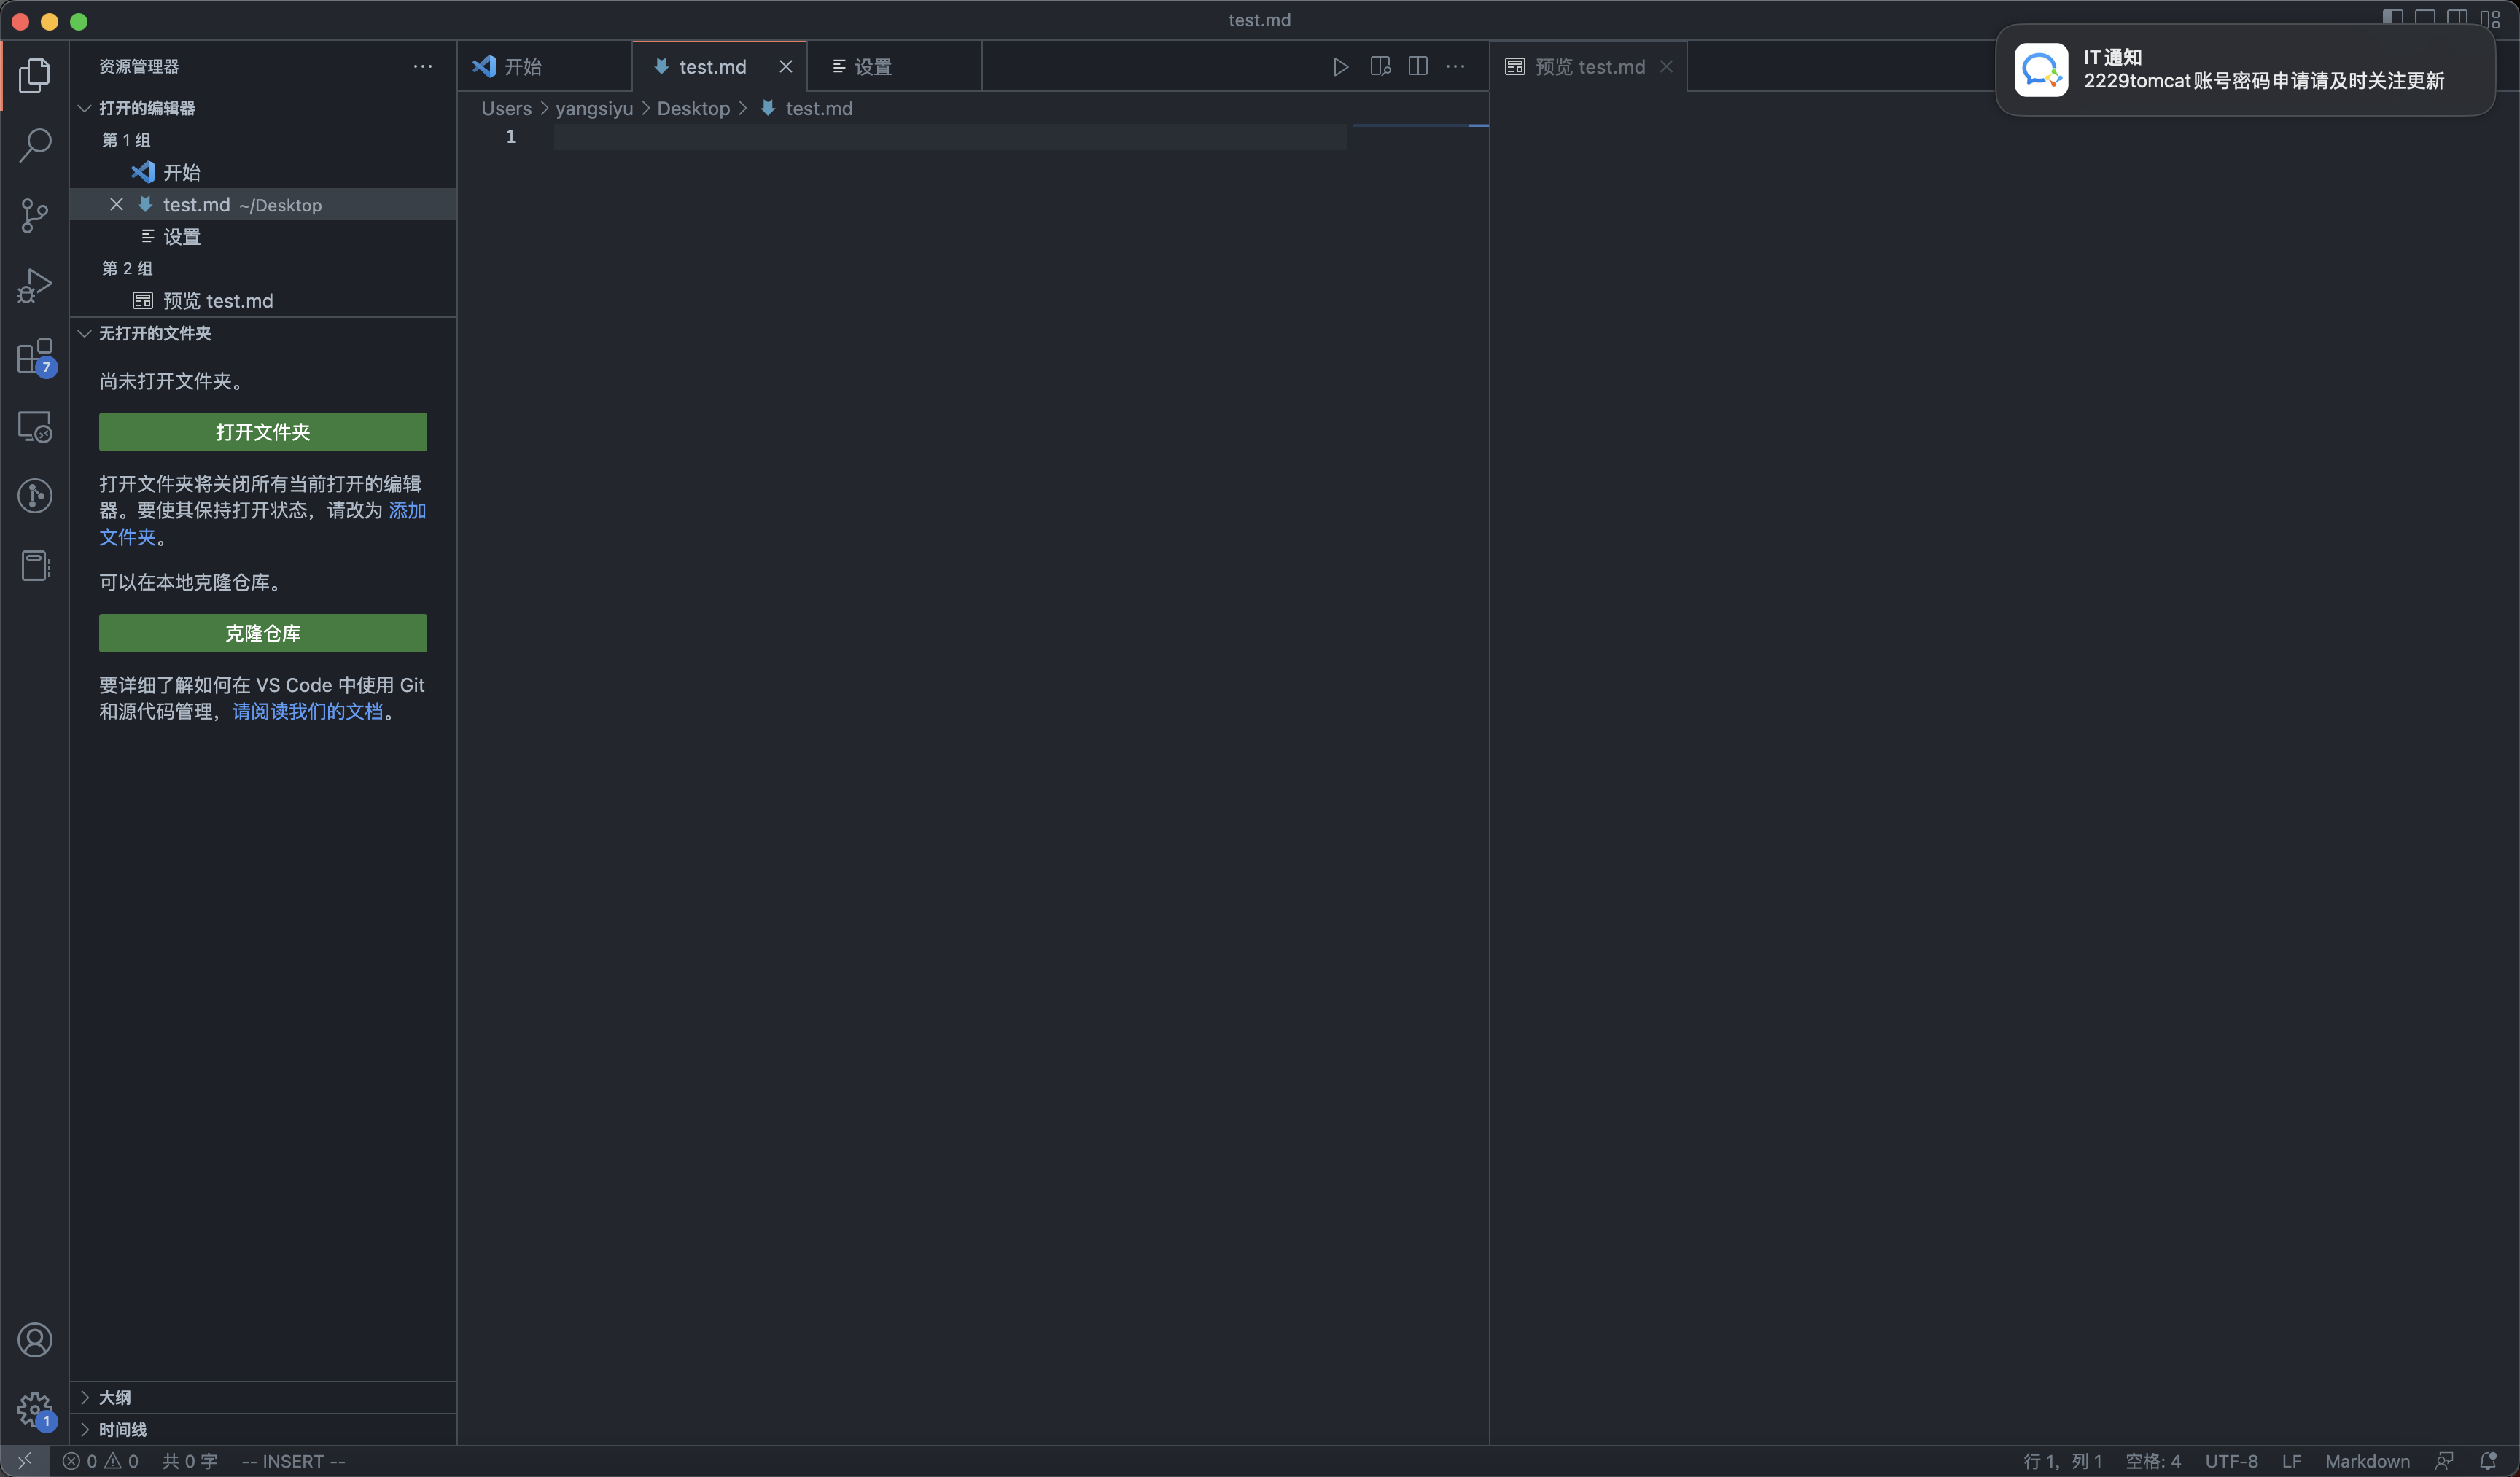 test.md
IT通知
2229tomcat账号密码申请请及时关注更新
资源管理器
打开的编辑器
第 1 组
开始
test.md ~/Desktop
设置
第 2 组
预览 test.md
无打开的文件夹
尚未打开文件夹。
打开文件夹
打开文件夹将关闭所有当前打开的编辑
器。要使其保持打开状态，请改为 添加
文件夹。
可以在本地克隆仓库。
克隆仓库
要详细了解如何在 VS Code 中使用 Git
和源代码管理，请阅读我们的文档。
大纲
时间线
7
1
开始
test.md
设置
Users > yangsiyu > Desktop > test.md
1
预览 test.md
0 0 共 0 字 -- INSERT --
行 1，列 1 空格: 4 UTF-8 LF Markdown